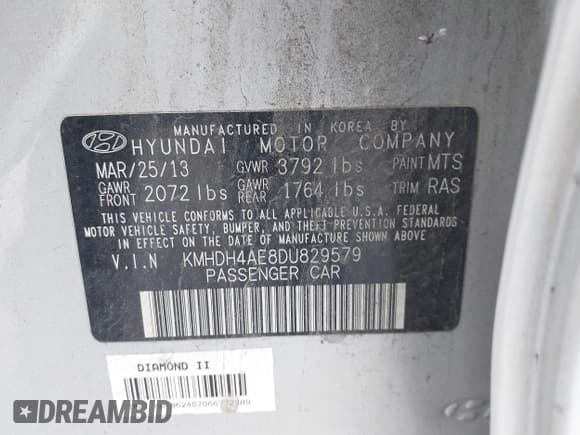 MANUFACTURED IN KOREA BY
HYUNDAI MOTOR COMPANY
MAR/25/13 GVWR 3792 lbs PAINT MTS
GAWR FRONT 2072 lbs GAWR REAR 1764 lbs TRIM RAS
THIS VEHICLE CONFORMS TO ALL APPLICABLE U.S.A. FEDERAL
MOTOR VEHICLE SAFETY, BUMPER, AND THEFT PREVENTION STANDARDS
IN EFFECT ON THE DATE OF MANUFACTURE SHOWN ABOVE.
V.I.N KMHDH4AE8DU829579
PASSENGER CAR
DIAMOND II
DREAMBID